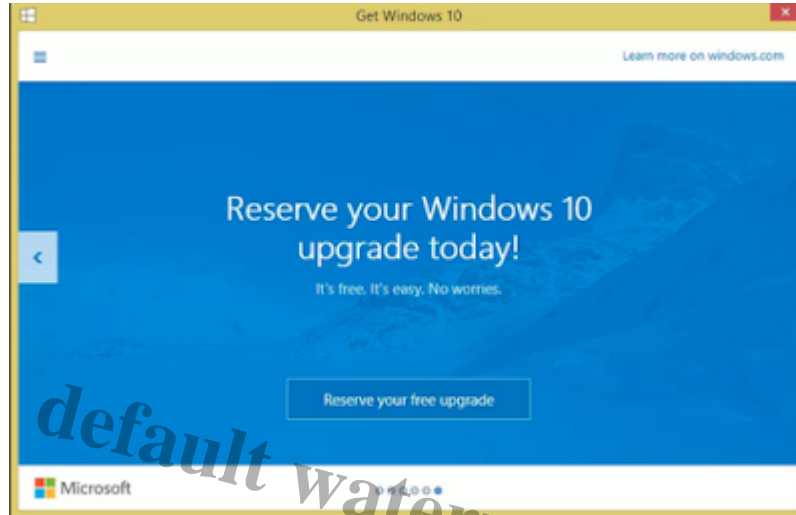 Get Windows 10
Learn more on windows.com
Reserve your Windows 10
upgrade today!
It's free. It's easy. No worries.
Reserve your free upgrade
Microsoft
default